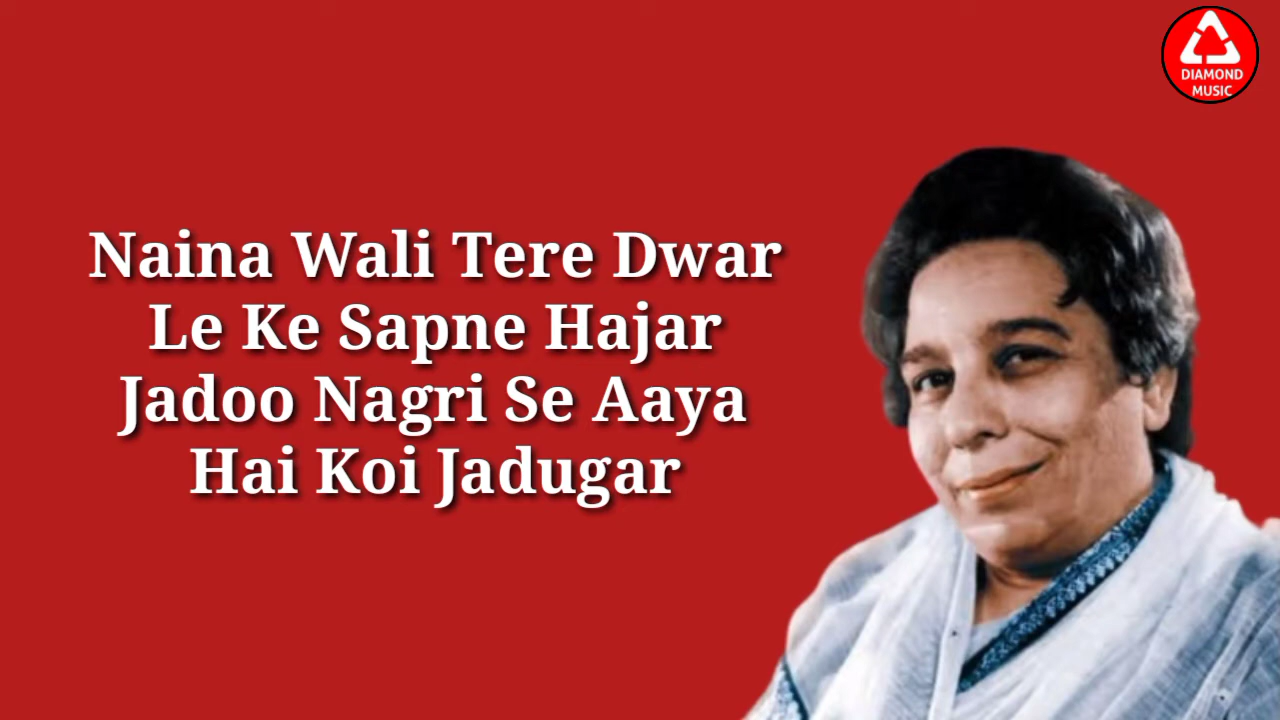 DIAMOND
MUSIC
Naina Wali Tere Dwar
Le Ke Sapne Hajar
Jadoo Nagri Se Aaya
Hai Koi Jadugar